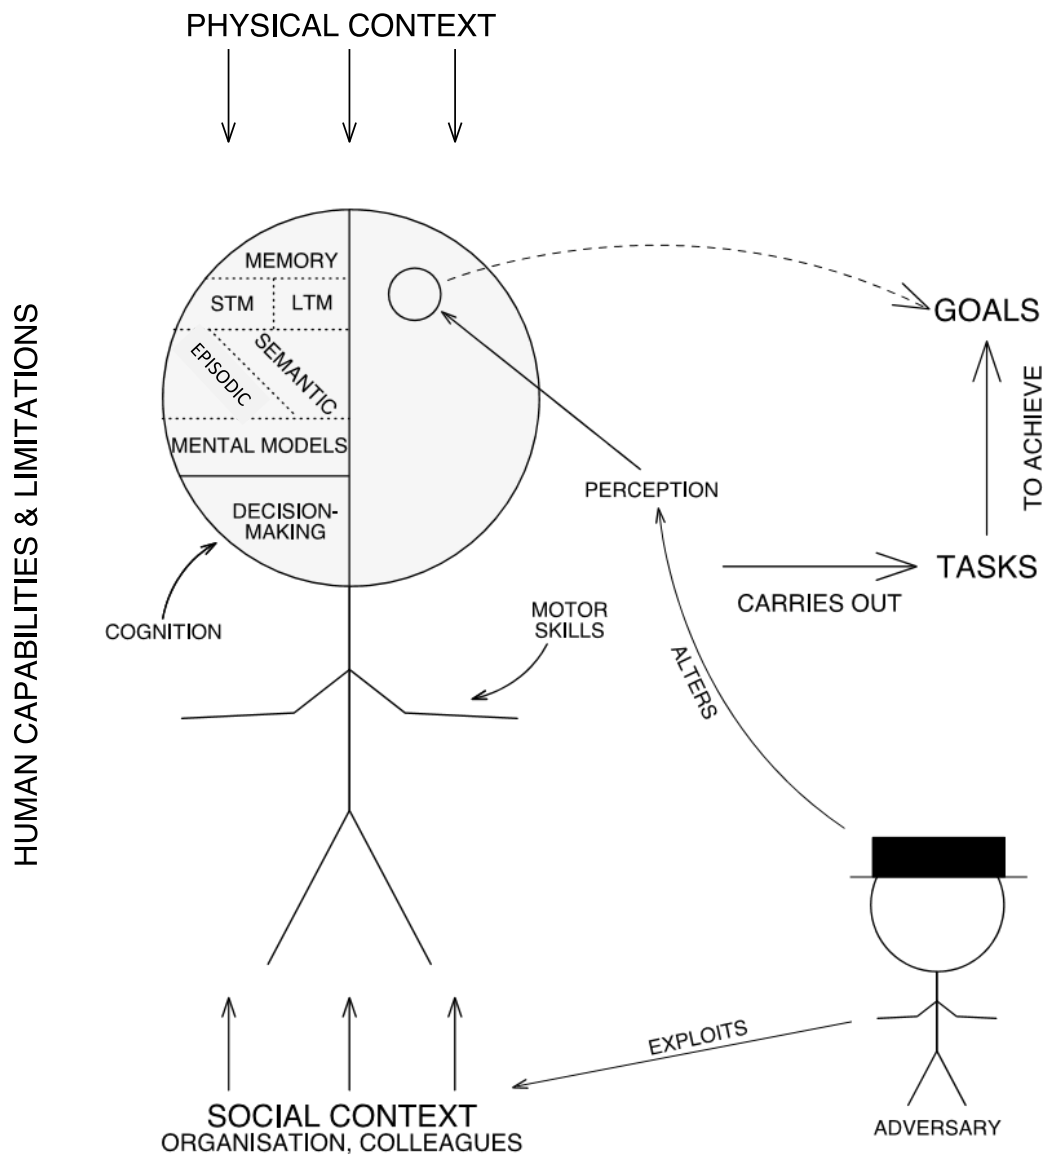 PHYSICAL CONTEXT
HUMAN CAPABILITIES & LIMITATIONS
MEMORY
STM
LTM
EPISODIC
SEMANTIC
MENTAL MODELS
DECISION-
MAKING
COGNITION
MOTOR
SKILLS
PERCEPTION
GOALS
TO ACHIEVE
TASKS
CARRIES OUT
ALTERS
EXPLOITS
SOCIAL CONTEXT
ORGANISATION, COLLEAGUES
ADVERSARY